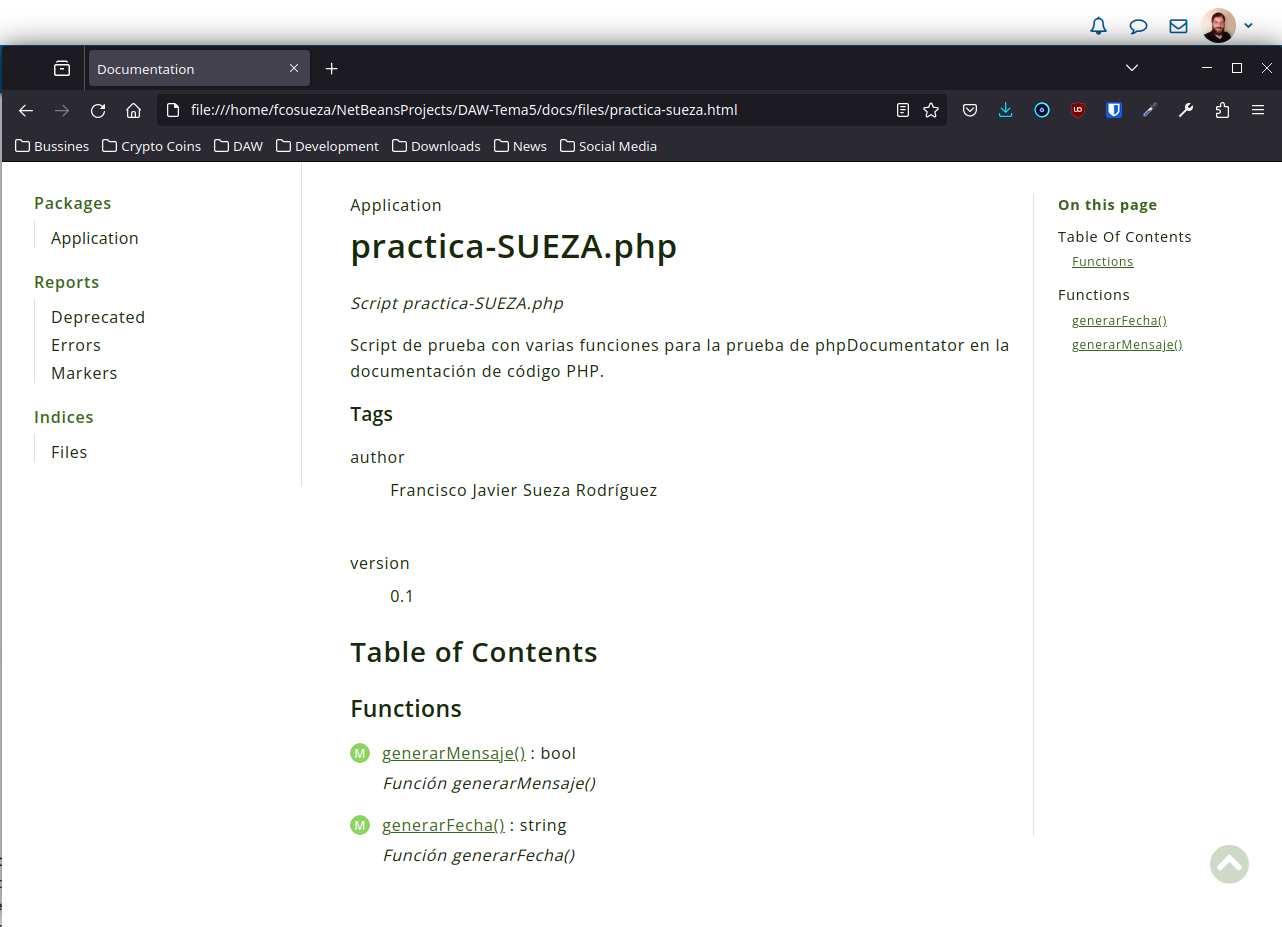 Documentation
file:///home/fcosueza/NetBeansProjects/DAW-Tema5/docs/files/practica-sueza.html
Bussines Crypto Coins DAW Development Downloads News Social Media
Packages
Application
Reports
Deprecated
Errors
Markers
Indices
Files
Application
practica-SUEZA.php
Script practica-SUEZA.php
Script de prueba con varias funciones para la prueba de phpDocumentator en la
documentación de código PHP.
Tags
author
Francisco Javier Sueza Rodríguez
version
0.1
Table of Contents
Functions
M generarMensaje() : bool
Función generarMensaje()
M generarFecha() : string
Función generarFecha()
On this page
Table Of Contents
Functions
Functions
generarFecha()
generarMensaje()